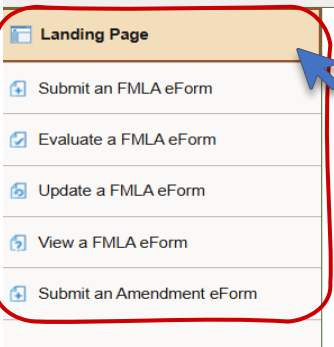 Landing Page
Submit an FMLA eForm
Evaluate a FMLA eForm
Update a FMLA eForm
View a FMLA eForm
Submit an Amendment eForm